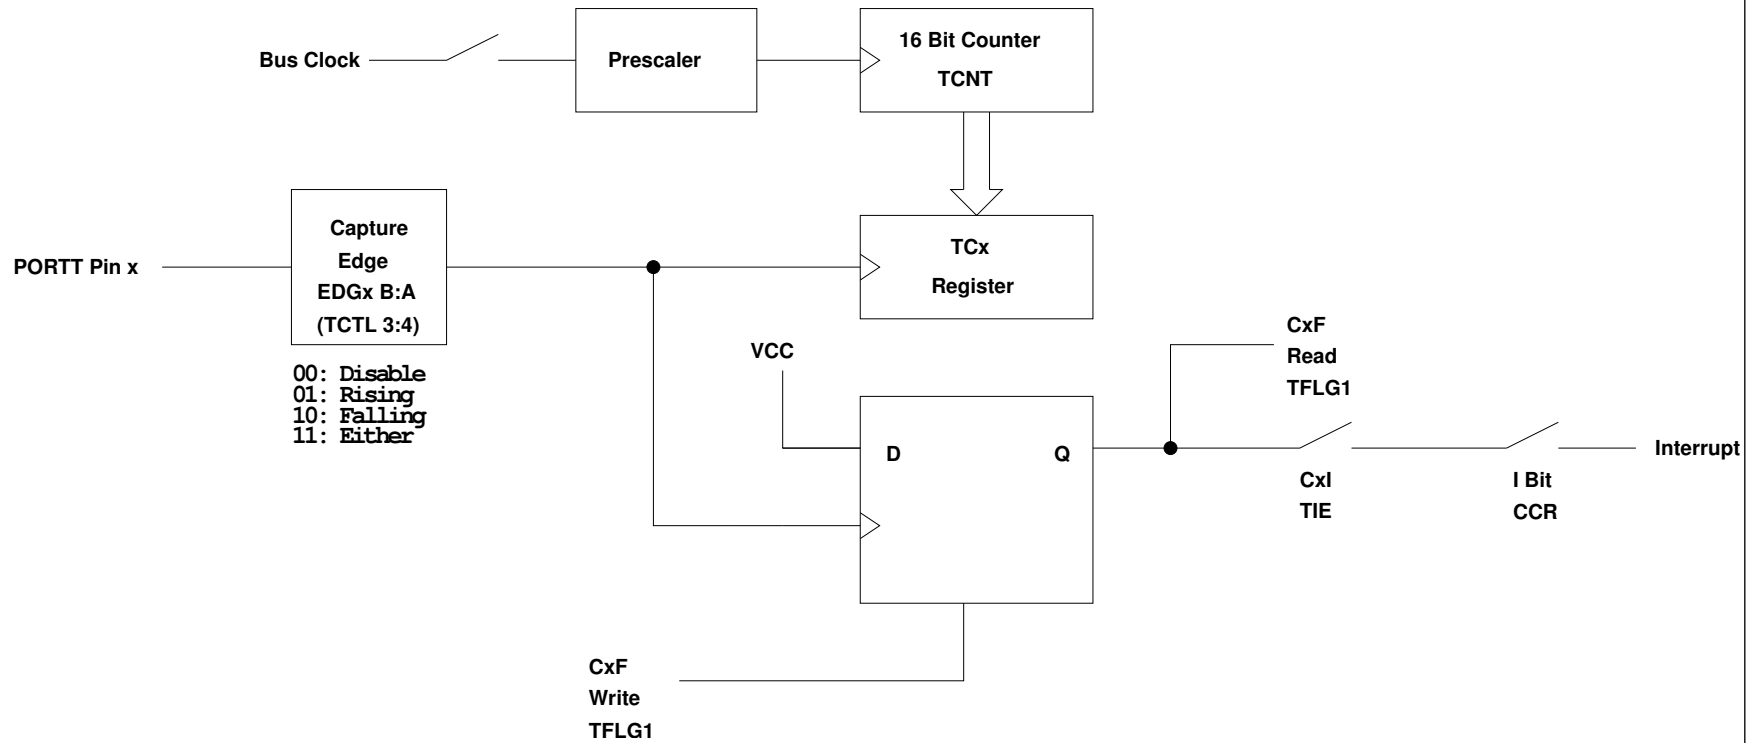 Bus Clock
Prescaler
16 Bit Counter
TCNT
PORTT Pin x
Capture
Edge
EDGx B:A
(TCTL 3:4)
00: Disable
01: Rising
10: Falling
11: Either
TCx
Register
VCC
D
Q
CxF
Read
TFLG1
CxI
TIE
I Bit
CCR
Interrupt
CxF
Write
TFLG1